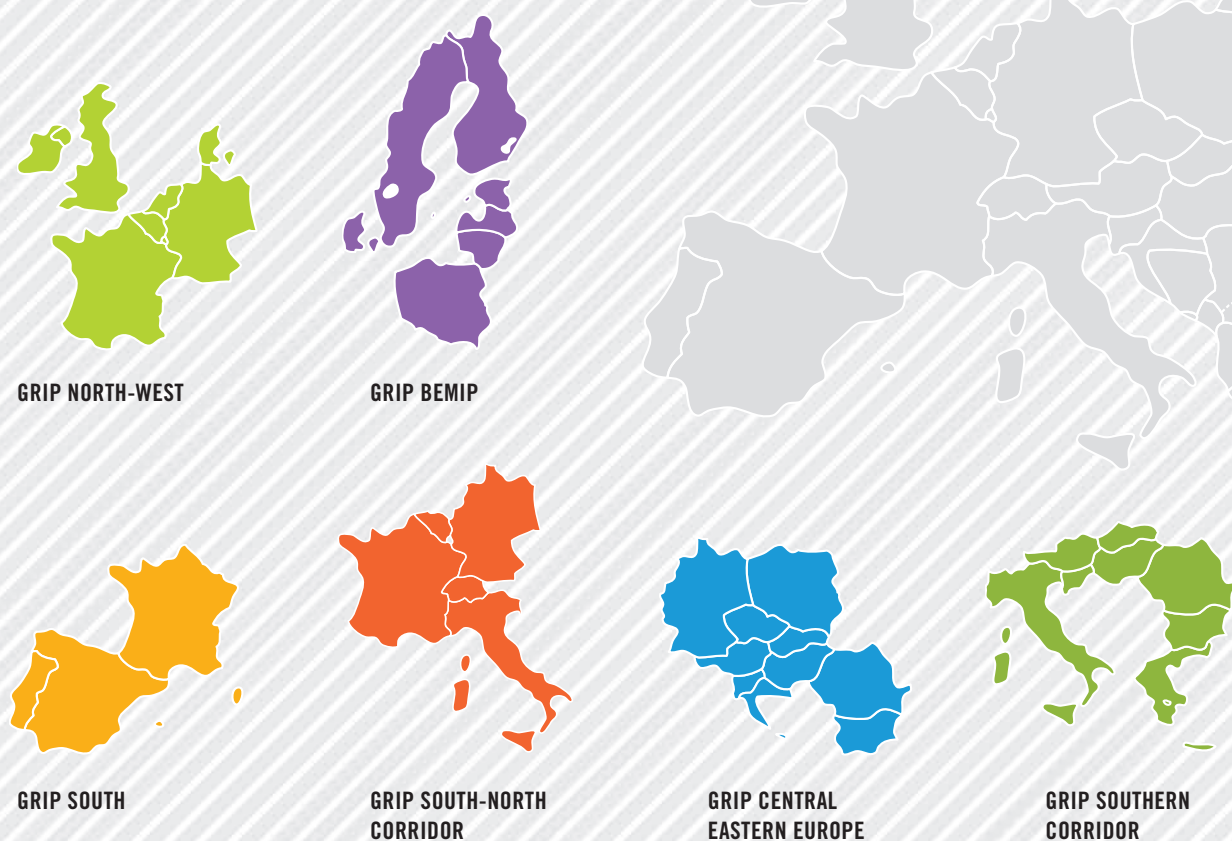 GRIP NORTH-WEST
GRIP BEMIP
GRIP SOUTH
GRIP SOUTH-NORTH
CORRIDOR
GRIP CENTRAL
EASTERN EUROPE
GRIP SOUTHERN
CORRIDOR